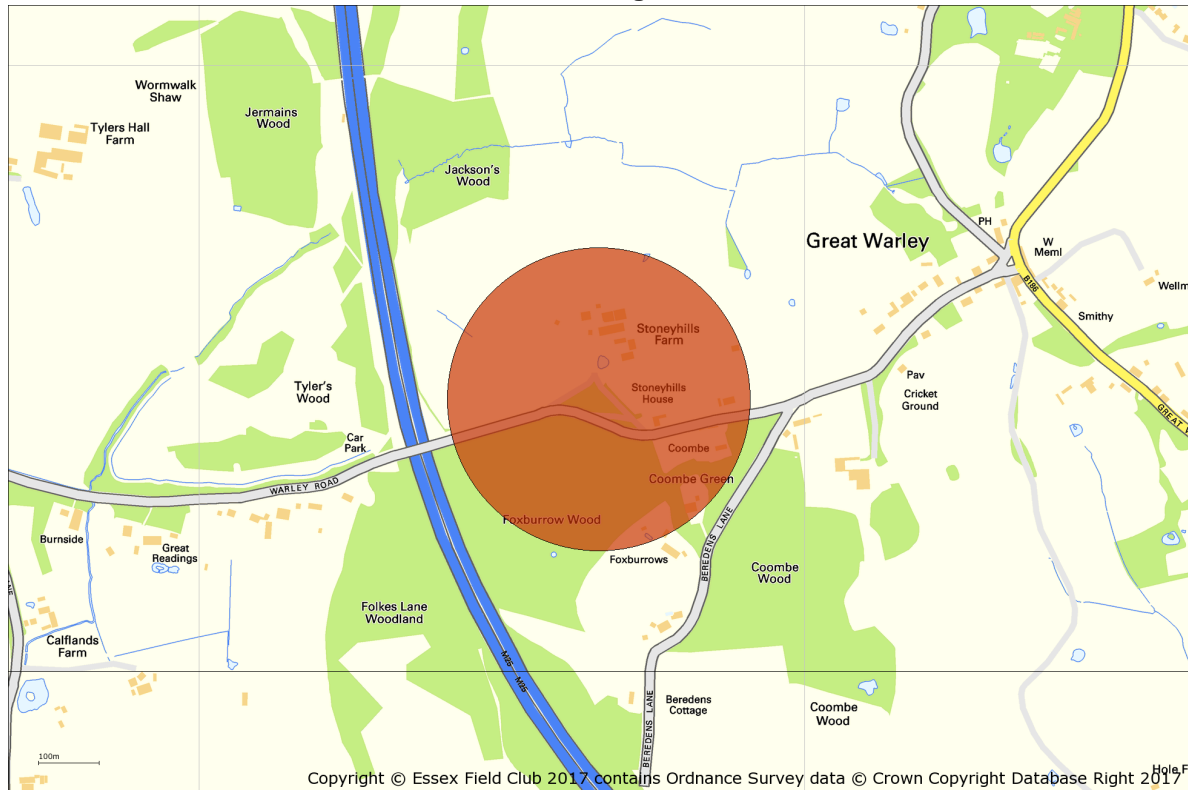 Wormwalk
Shaw
Tylers Hall
Farm
Jermains
Wood
Jackson's
Wood
Great Warley
PH
W
Meml
B186
Smithy
Stoneyhills
Farm
Stoneyhills
House
Pav
Cricket
Ground
Tyler's
Wood
Car
Park
Coombe
Coombe Green
WARLEY ROAD
Foxburrow Wood
Burnside
Great
Readings
Foxburrows
BEREDENS LANE
Coombe
Wood
Folkes Lane
Woodland
Calflands
Farm
M25
M25
Beredens
Cottage
BEREDENS LANE
Coombe
Wood
100m
Hole F
Copyright © Essex Field Club 2017 contains Ordnance Survey data © Crown Copyright Database Right 2017